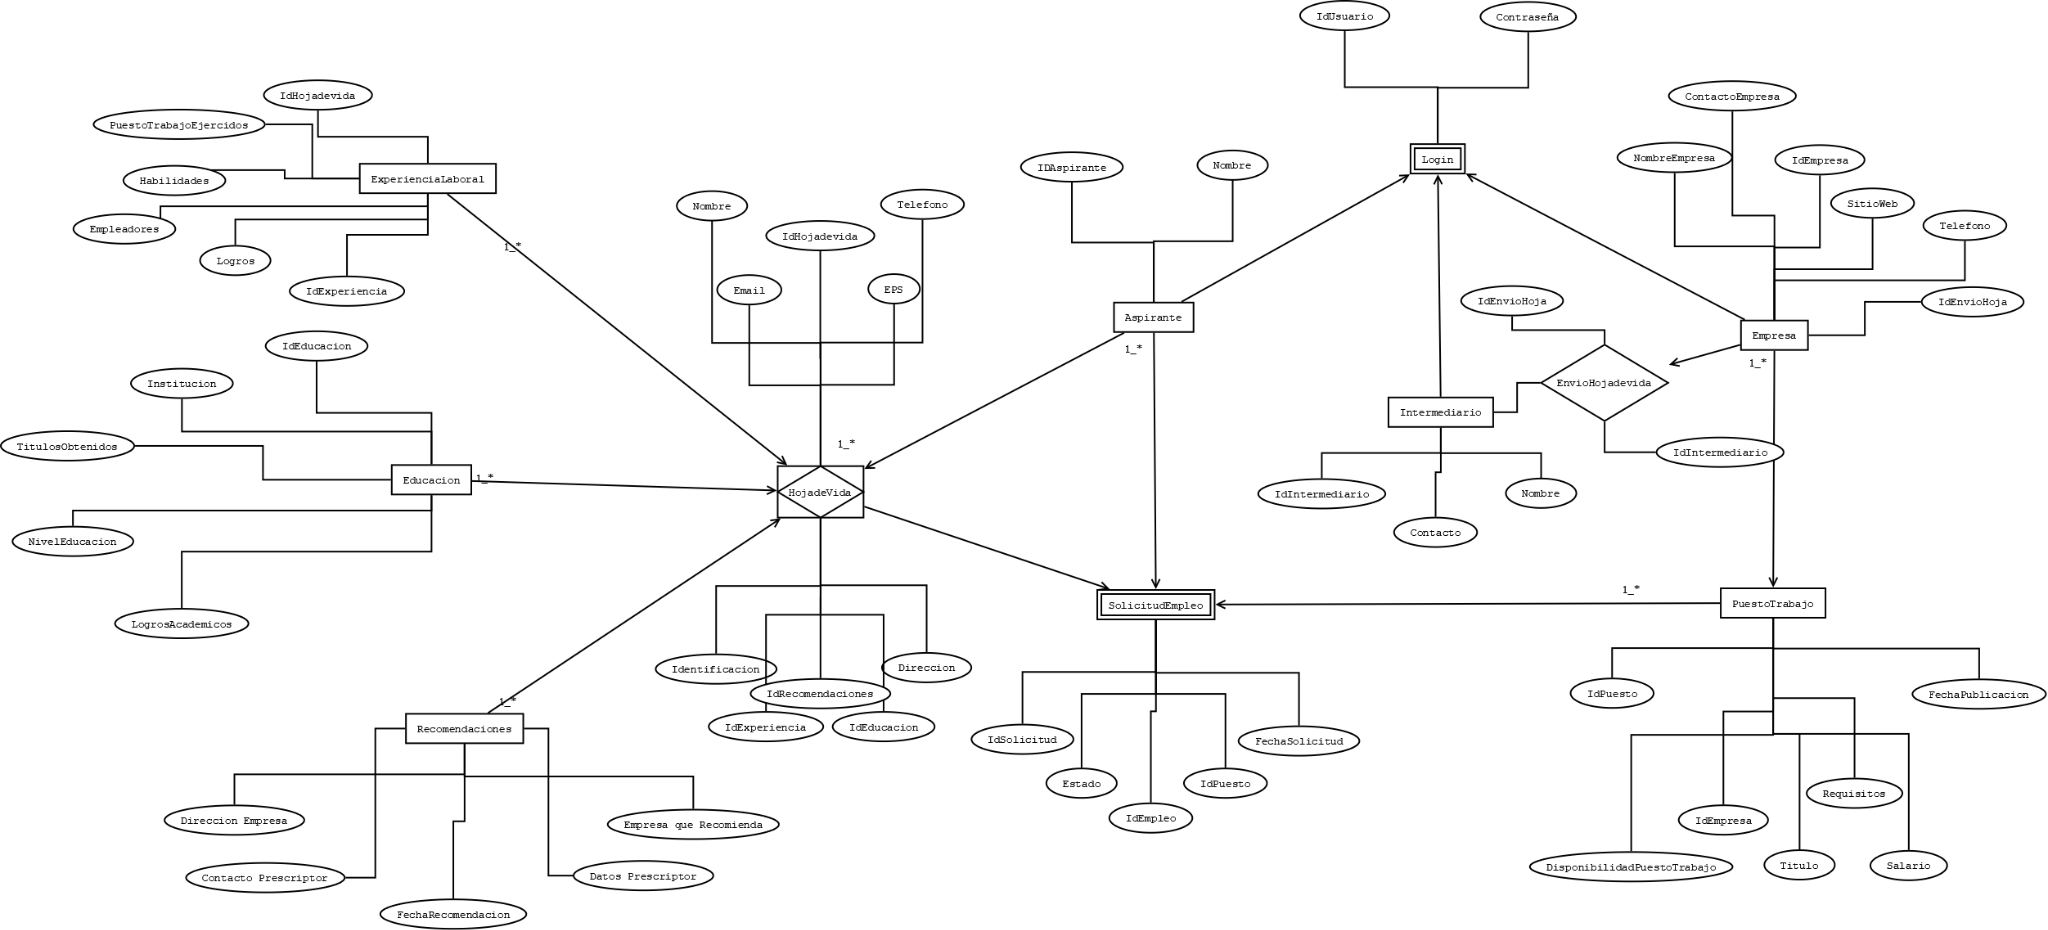 IdUsuario
Contraseña
IdHojadevida
ContactoEmpresa
PuestoTrabajoEjercidos
NombreEmpresa
IdEmpresa
Login
IDAspirante
Nombre
Habilidades
ExperienciaLaboral
Nombre
Telefono
SitioWeb
Empleadores
IdHojadevida
Telefono
1_*
Logros
IdExperiencia
Email
EPS
IdEnvioHoja
IdEnvioHoja
Aspirante
Empresa
IdEducacion
1_*
1_*
Institucion
EnvioHojadevida
Intermediario
TitulosObtenidos
1_*
IdIntermediario
Educacion
1_*
HojadeVida
IdIntermediario
Nombre
NivelEducacion
Contacto
1_*
SolicitudEmpleo
PuestoTrabajo
LogrosAcademicos
Identificacion
Direccion
IdRecomendaciones
IdPuesto
FechaPublicacion
1_*
Recomendaciones
IdExperiencia
IdEducacion
IdSolicitud
FechaSolicitud
Estado
IdPuesto
Requisitos
Direccion Empresa
Empresa que Recomienda
IdEmpleo
IdEmpresa
DisponibilidadPuestoTrabajo
Titulo
Salario
Contacto Prescriptor
Datos Prescriptor
FechaRecomendacion